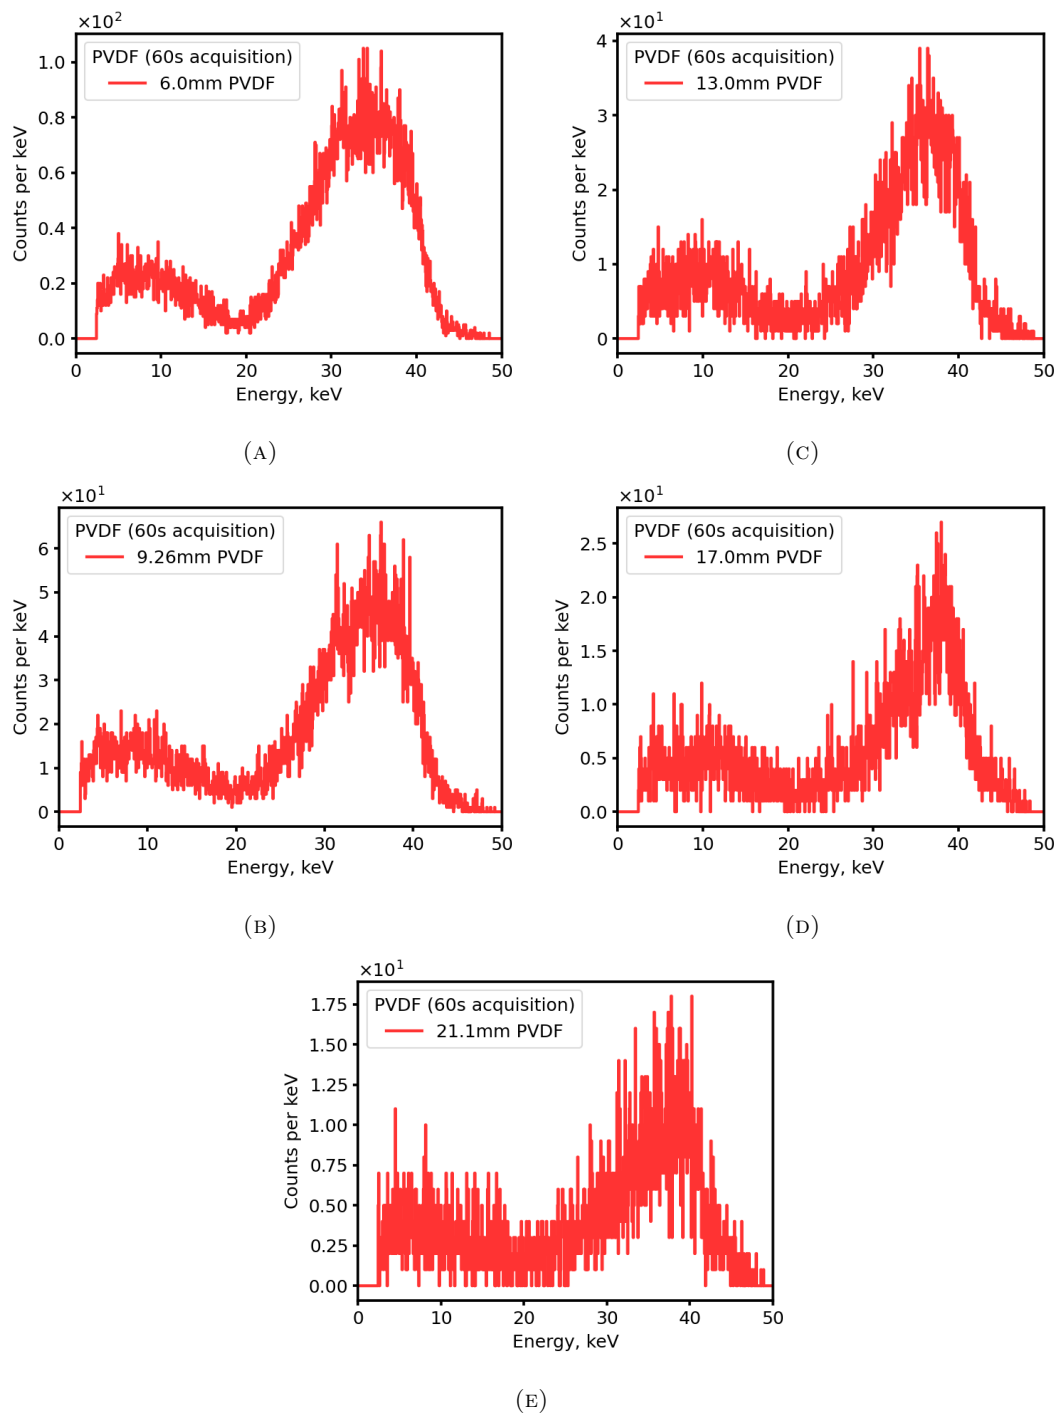 ×10²
PVDF (60s acquisition)
6.0mm PVDF
Counts per keV
1.0
0.8
0.6
0.4
0.2
0.0
0 10 20 30 40 50
Energy, keV
(A)
×10¹
PVDF (60s acquisition)
13.0mm PVDF
Counts per keV
4
3
2
1
0
0 10 20 30 40 50
Energy, keV
(C)
×10¹
PVDF (60s acquisition)
9.26mm PVDF
Counts per keV
6
5
4
3
2
1
0
0 10 20 30 40 50
Energy, keV
(B)
×10¹
PVDF (60s acquisition)
17.0mm PVDF
Counts per keV
2.5
2.0
1.5
1.0
0.5
0.0
0 10 20 30 40 50
Energy, keV
(D)
×10¹
PVDF (60s acquisition)
21.1mm PVDF
Counts per keV
1.75
1.50
1.25
1.00
0.75
0.50
0.25
0.00
0 10 20 30 40 50
Energy, keV
(E)